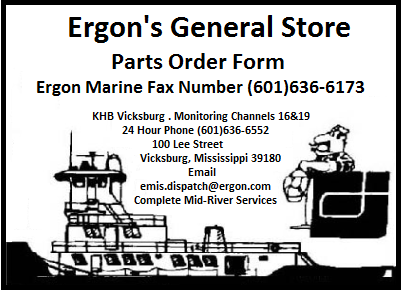 Ergon's General Store
Parts Order Form
Ergon Marine Fax Number (601)636-6173
KHB Vicksburg . Monitoring Channels 16&19
24 Hour Phone (601)636-6552
100 Lee Street
Vicksburg, Mississippi 39180
Email
emis.dispatch@ergon.com
Complete Mid-River Services